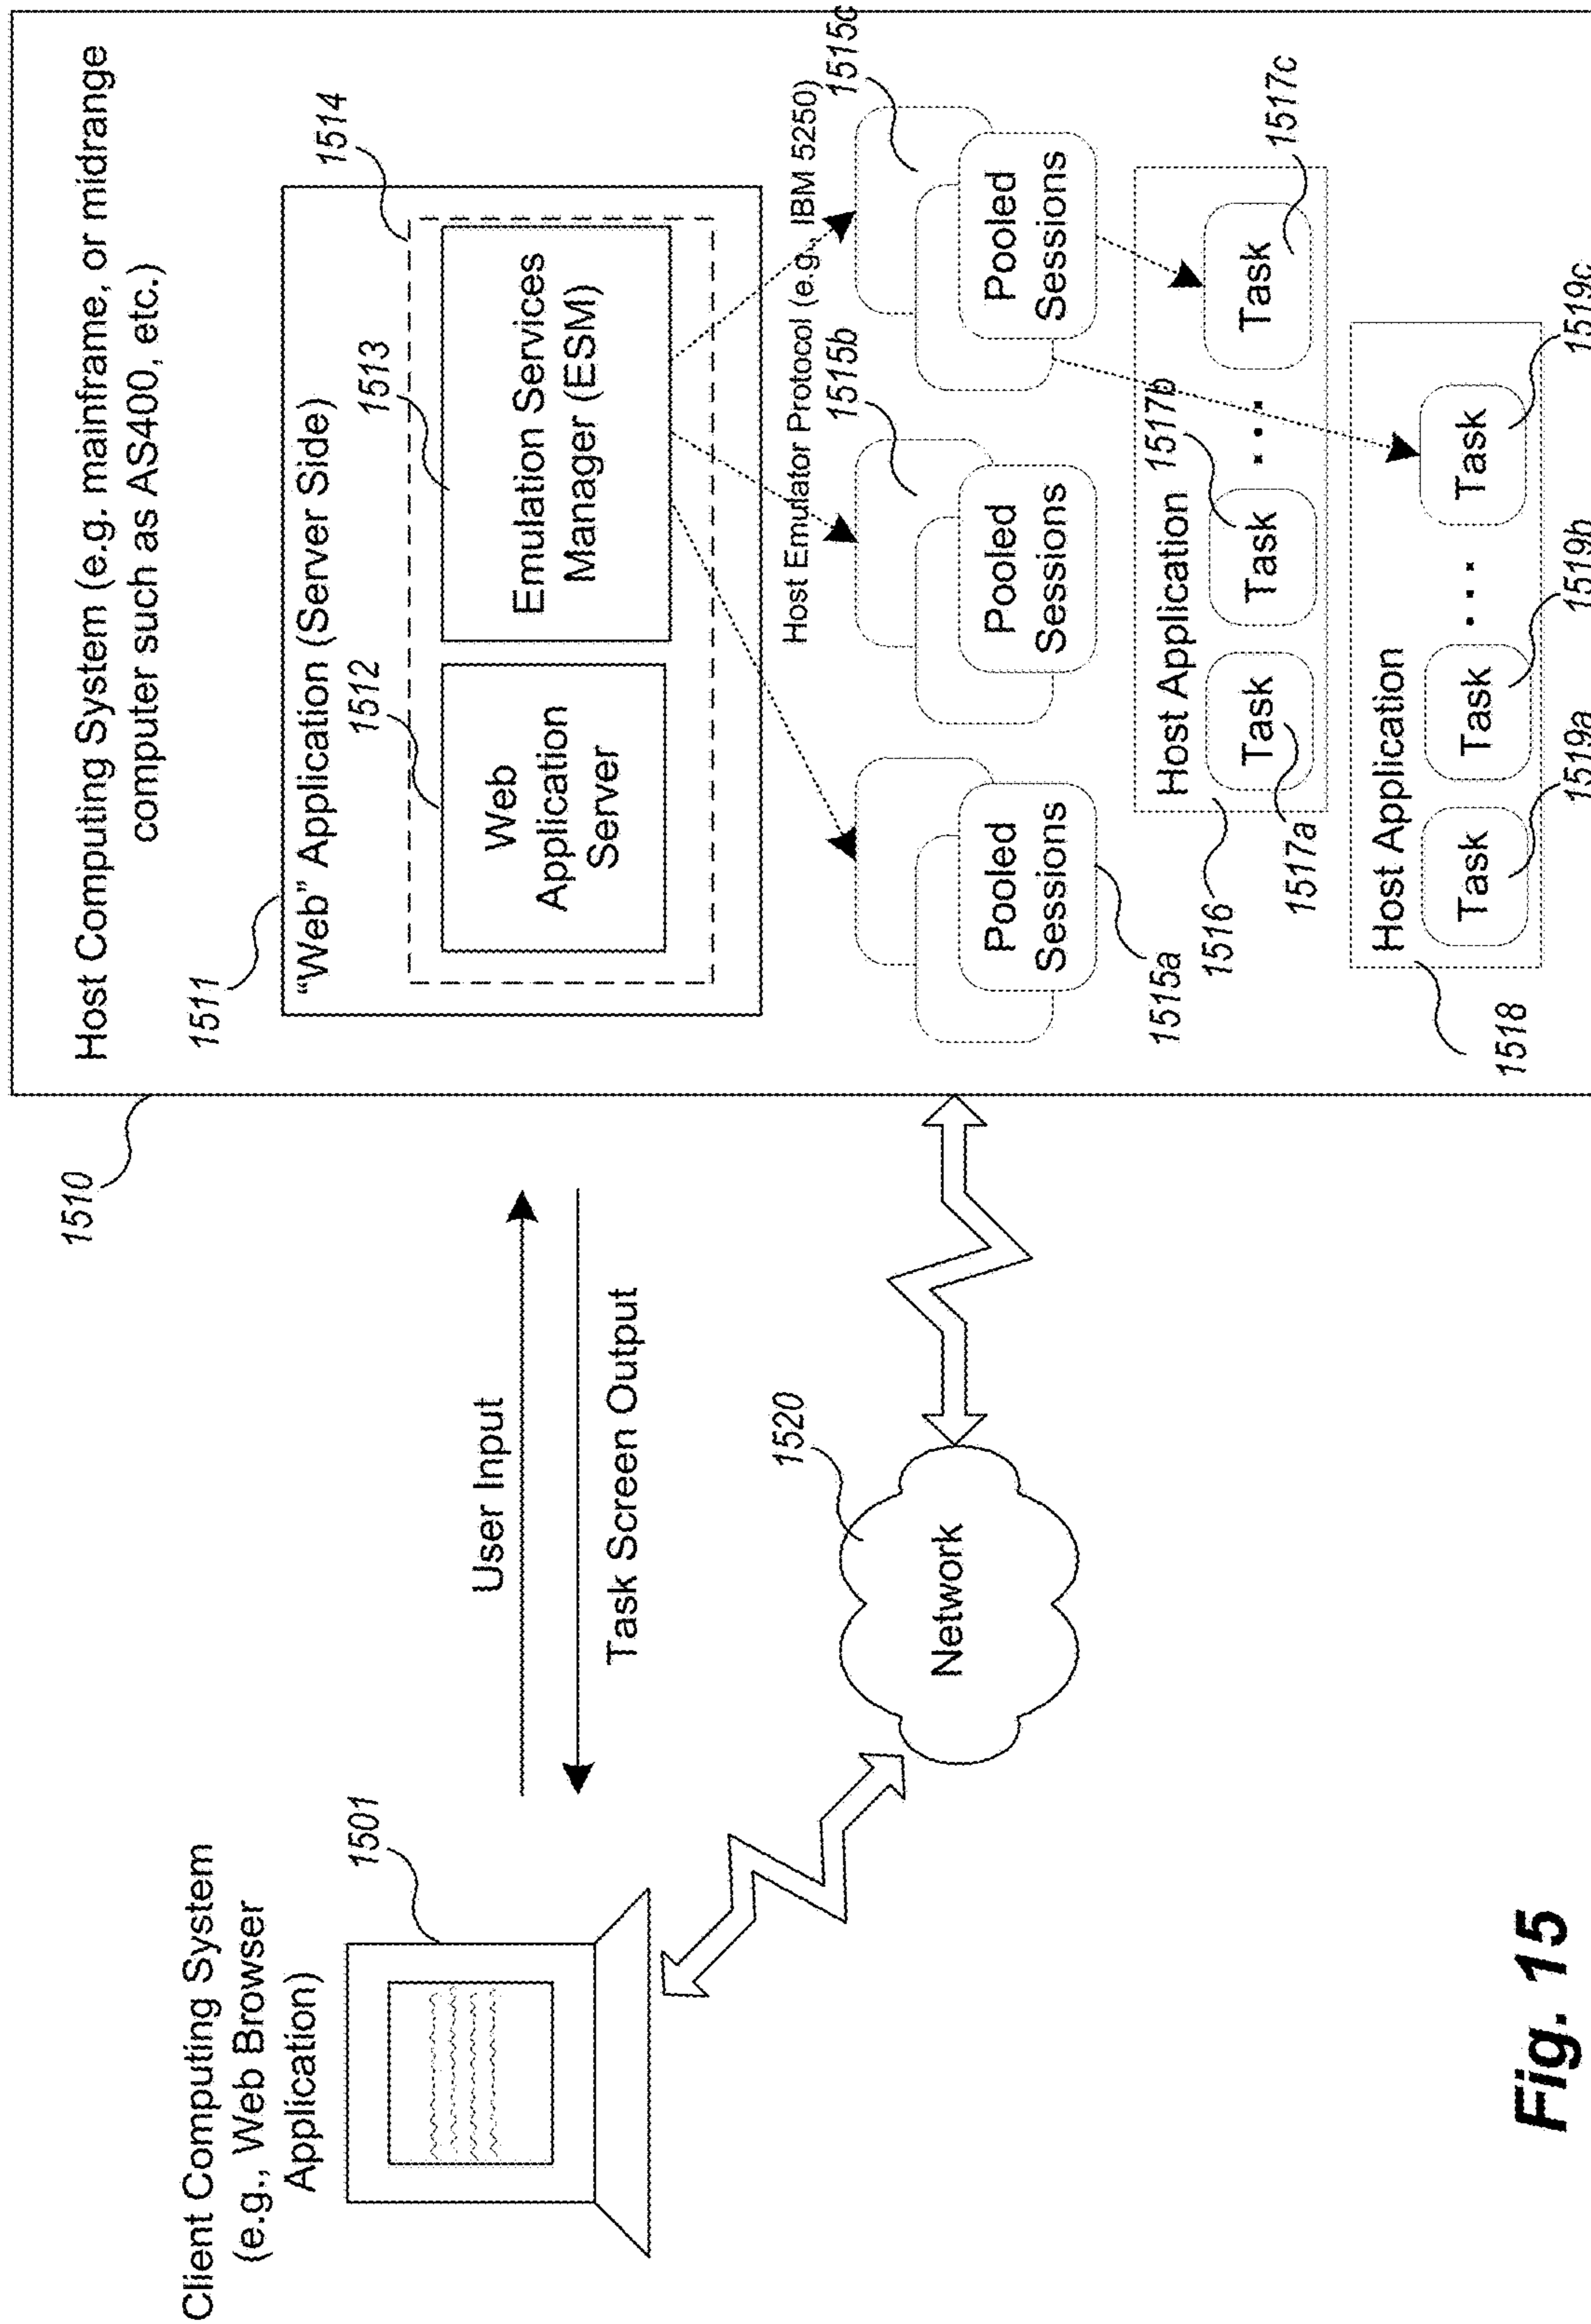 Client Computing System
(e.g., Web Browser
Application)
1501
User Input
Task Screen Output
1520
Network
1510
Host Computing System (e.g. mainframe, or midrange
computer such as AS400, etc.)
1511
"Web" Application (Server Side)
1514
1512
1513
Web
Application
Server
Emulation Services
Manager (ESM)
Host Emulator Protocol (e.g., IBM 5250)
1515b
1515c
Pooled
Sessions
Pooled
Sessions
Pooled
Sessions
1515a
1516
Host Application
1517b
1517c
Task
Task
. . .
Task
1517a
Host Application
1518
Task
Task
. . .
Task
1519a
1519b
1519c
Fig. 15